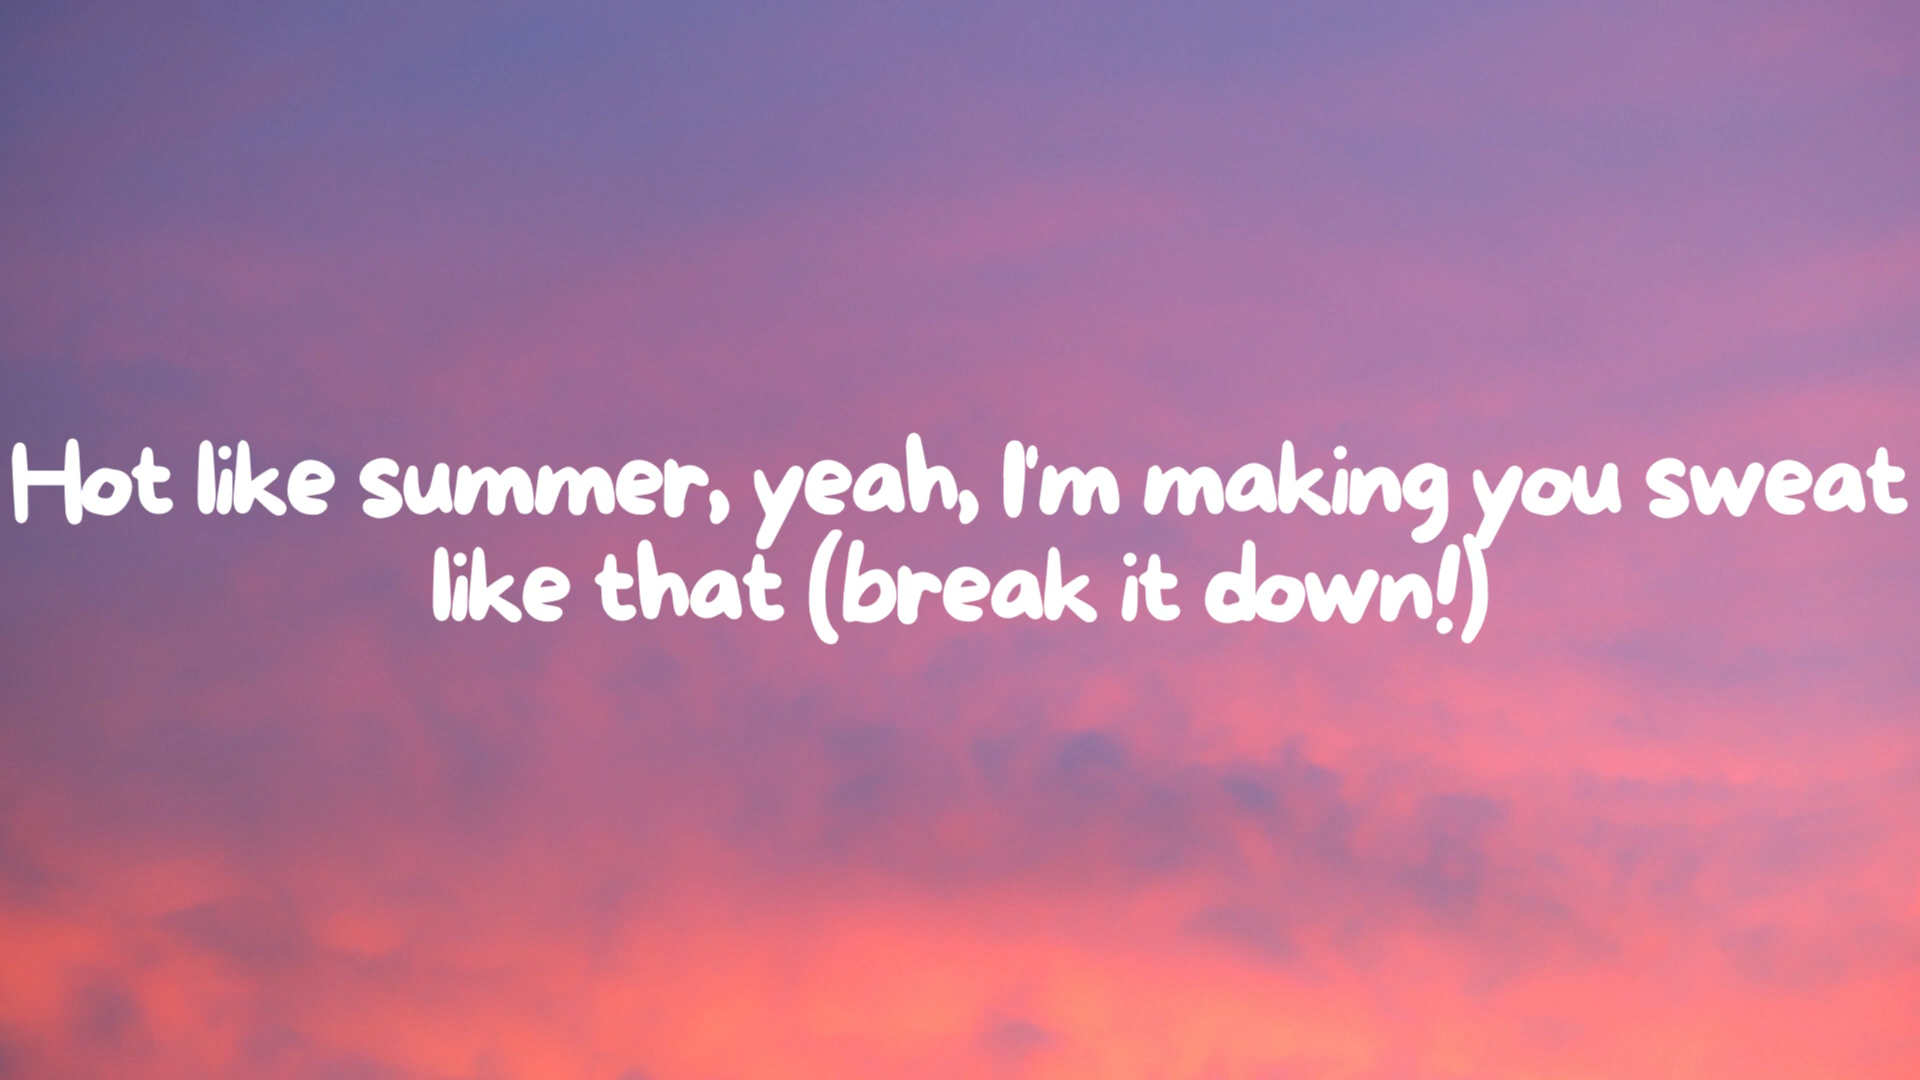 Hot like summer, yeah, I'm making you sweat
like that (break it down!)